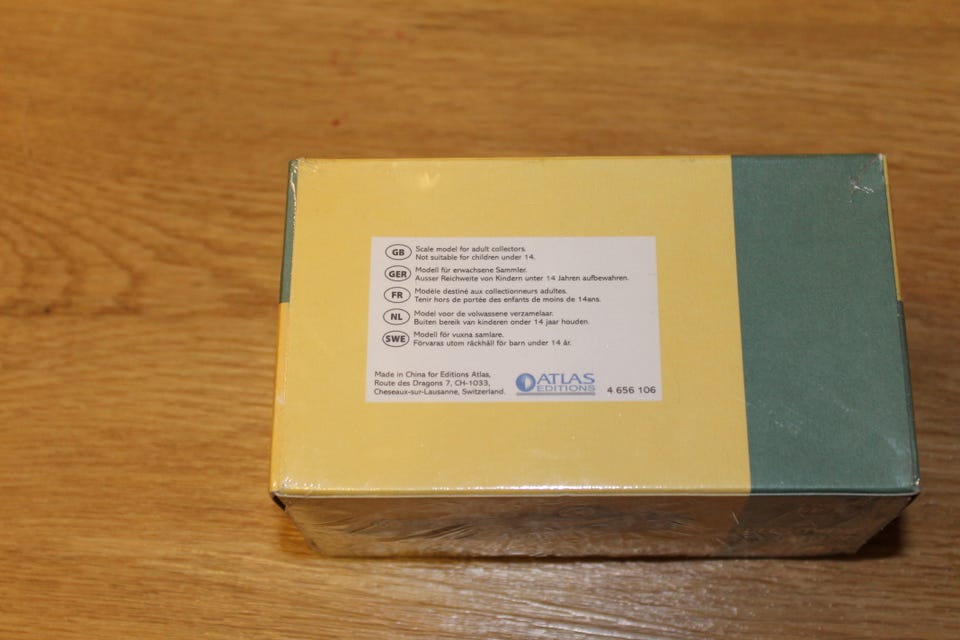 GB Scale model for adult collectors.
Not suitable for children under 14.
GER Modell für erwachsene Sammler.
Ausser Reichweite von Kindern unter 14 Jahren aufbewahren.
FR Modèle destiné aux collectionneurs adultes.
Tenir hors de portée des enfants de moins de 14ans.
NL Model voor de volwassene verzamelaar.
Buiten bereik van kinderen onder 14 jaar houden.
SWE Modell för vuxna samlare.
Förvaras utom räckhåll för barn under 14 år.
Made in China for Editions Atlas,
Route des Dragons 7, CH-1033,
Cheseaux-sur-Lausanne, Switzerland.
ATLAS
EDITIONS
4 656 106